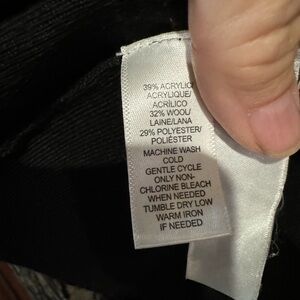 39% ACRYLIC/
ACRYLIQUE/
ACRÍLICO
32% WOOL/
LAINE/LANA
29% POLYESTER/
POLIÉSTER
MACHINE WASH
COLD
GENTLE CYCLE
ONLY NON-
CHLORINE BLEACH
WHEN NEEDED
TUMBLE DRY LOW
WARM IRON
IF NEEDED